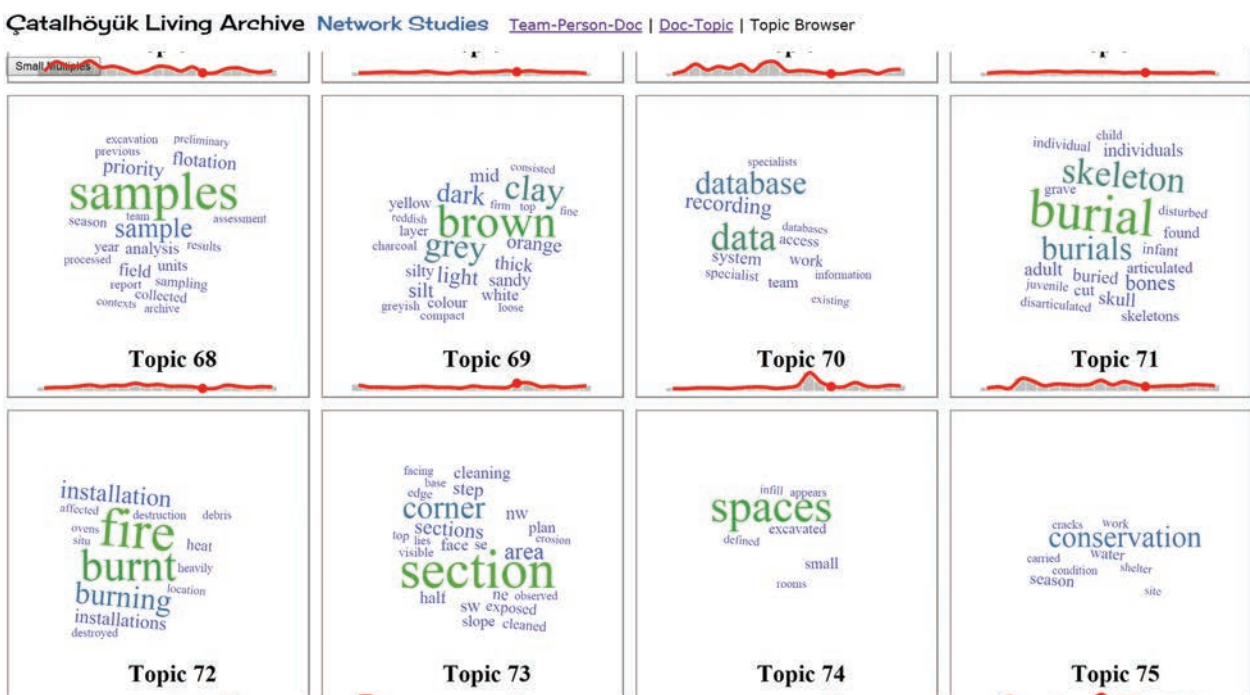 Çatalhöyük Living Archive Network Studies Team-Person-Doc | Doc-Topic | Topic Browser
Small Multiples
excavation preliminary
previous
priority flotation
samples
season team assessment
sample
year analysis results
processed field units
report sampling
collected
contexts archive
Topic 68
mid consisted
dark clay
yellow firm top fine
reddish brown
layer
charcoal grey orange
silty light thick
sandy
silt white
greyish colour loose
compact
Topic 69
specialists
database
recording
databases
data access
system work
specialist team information
existing
Topic 70
child
individual individuals
skeleton
grave
burial disturbed
found
burials infant
adult buried articulated
bones
juvenile cut skull
disarticulated
skeletons
Topic 71
installation
affected destruction debris
ovens fire
situ heat
burnt heavily
burning location
installations
destroyed
Topic 72
facing cleaning
base
edge step
corner nw
sections plan
top lies face se erosion
visible area
section
half ne observed
sw exposed
slope cleaned
Topic 73
infill appears
spaces
excavated
defined
small
rooms
Topic 74
cracks work
conservation
carried water
condition shelter
season
site
Topic 75